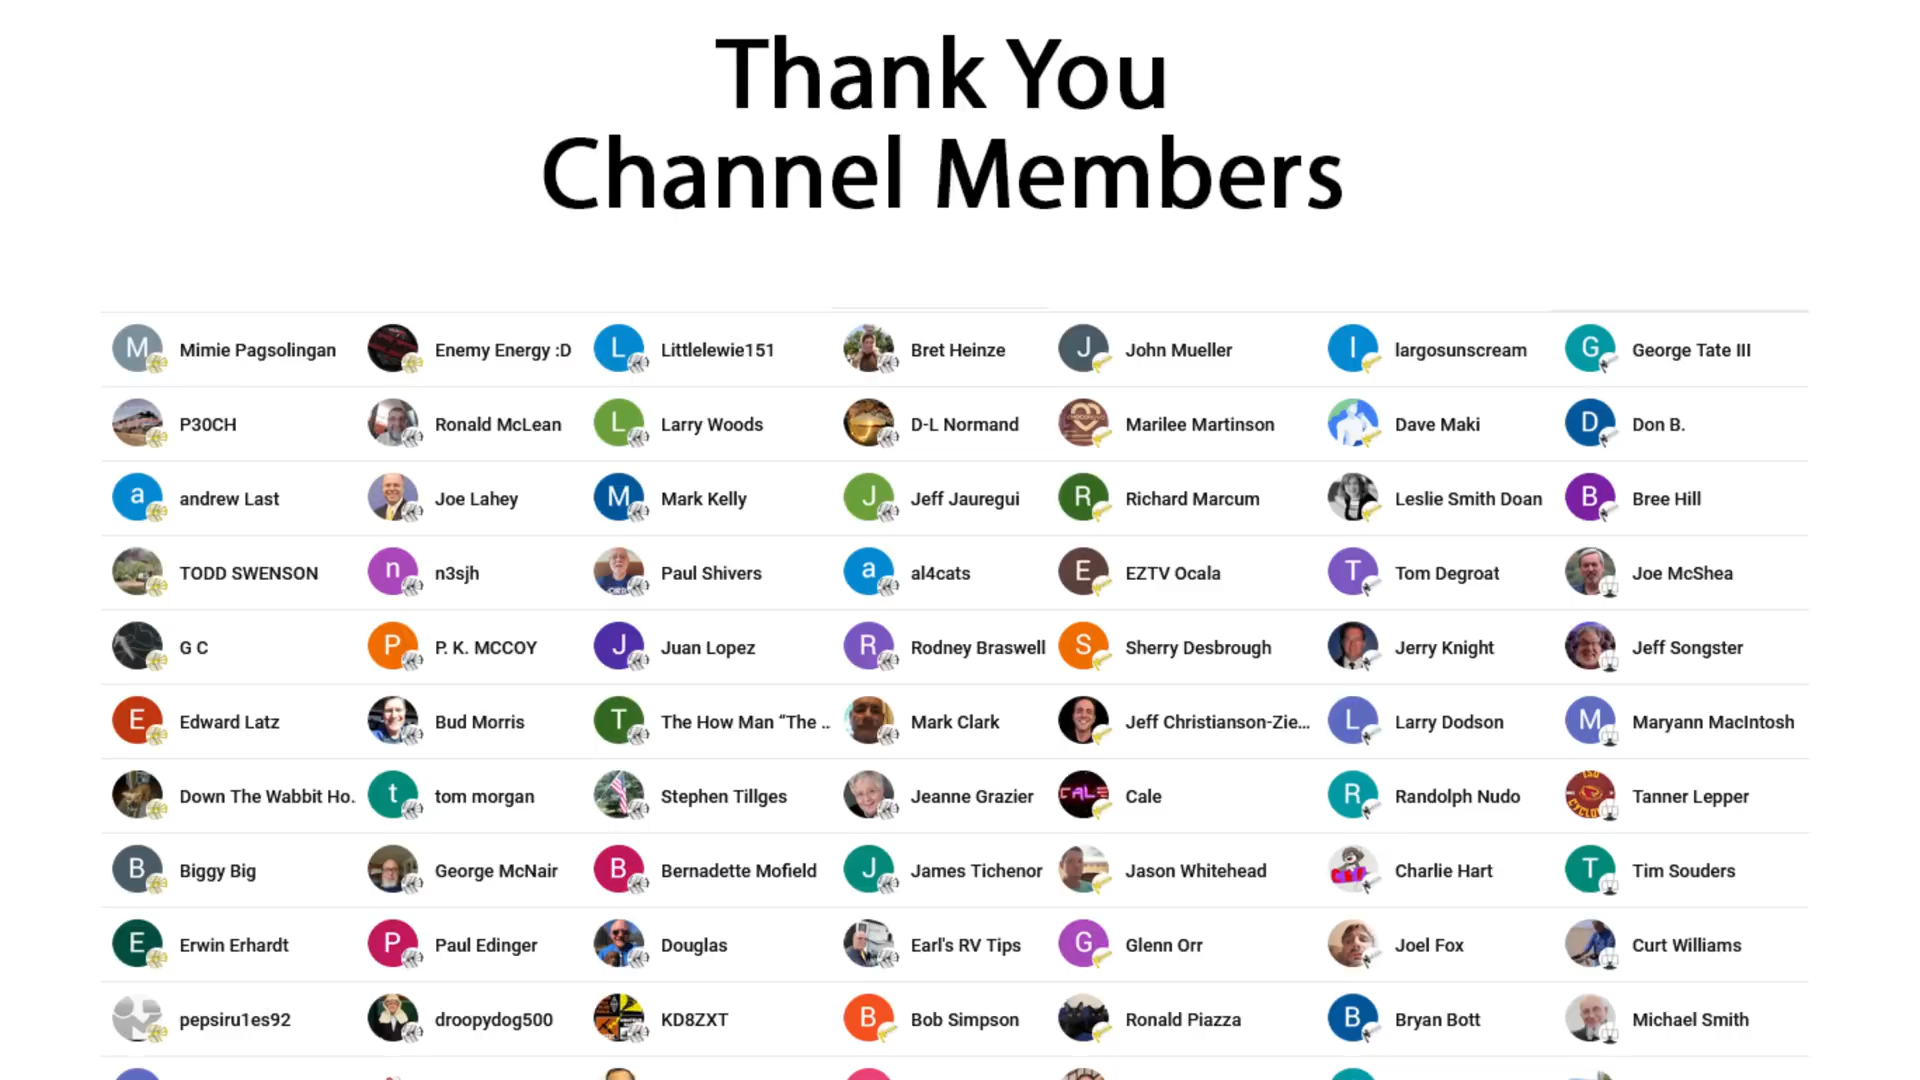 Thank You
Channel Members
M Mimie Pagsolingan Enemy Energy :D L Littlelewie151 Bret Heinze J John Mueller l largosunscream G George Tate III
P30CH Ronald McLean L Larry Woods D-L Normand Marilee Martinson Dave Maki D Don B.
a andrew Last Joe Lahey M Mark Kelly J Jeff Jauregui R Richard Marcum Leslie Smith Doan B Bree Hill
TODD SWENSON n n3sjh Paul Shivers a al4cats E EZTV Ocala T Tom Degroat Joe McShea
G C P P. K. MCCOY J Juan Lopez R Rodney Braswell S Sherry Desbrough Jerry Knight Jeff Songster
E Edward Latz Bud Morris T The How Man “The ... Mark Clark Jeff Christianson-Zie... L Larry Dodson M Maryann MacIntosh
Down The Wabbit Ho.. t tom morgan Stephen Tillges Jeanne Grazier CALE Cale R Randolph Nudo Tanner Lepper
B Biggy Big George McNair B Bernadette Mofield J James Tichenor Jason Whitehead Charlie Hart T Tim Souders
E Erwin Erhardt P Paul Edinger Douglas Earl's RV Tips G Glenn Orr Joel Fox Curt Williams
pepsiru1es92 droopydog500 KD8ZXT B Bob Simpson Ronald Piazza B Bryan Bott Michael Smith